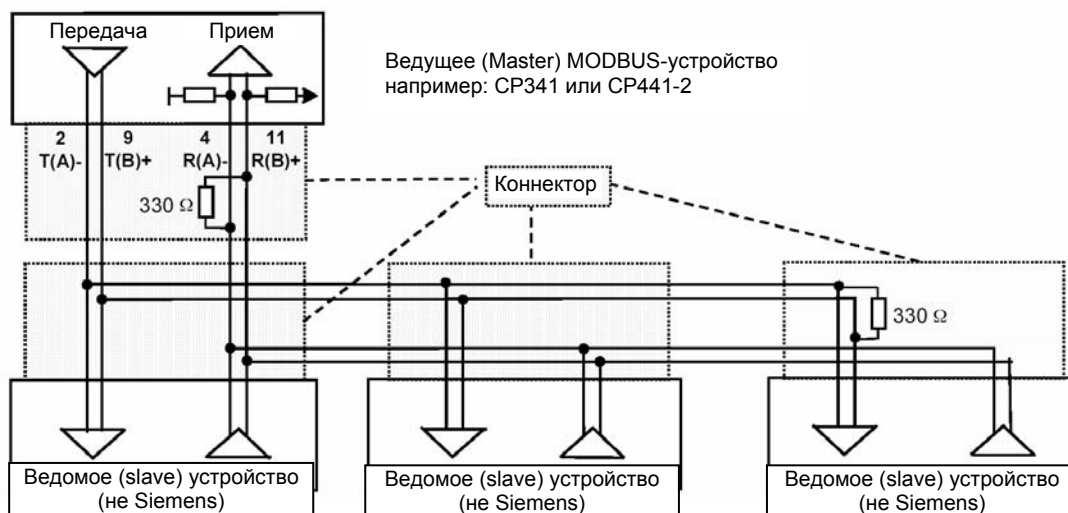 Передача Прием
Ведущее (Master) MODBUS-устройство
например: CP341 или CP441-2
2 9 4 11
T(A)- T(B)+ R(A)- R(B)+
Коннектор
330 Ω
330 Ω
Ведомое (slave) устройство
(не Siemens)
Ведомое (slave) устройство
(не Siemens)
Ведомое (slave) устройство
(не Siemens)